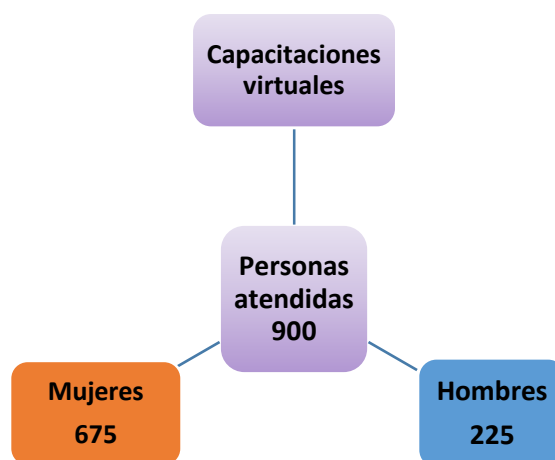 Capacitaciones
virtuales
Personas
atendidas
900
Mujeres
675
Hombres
225